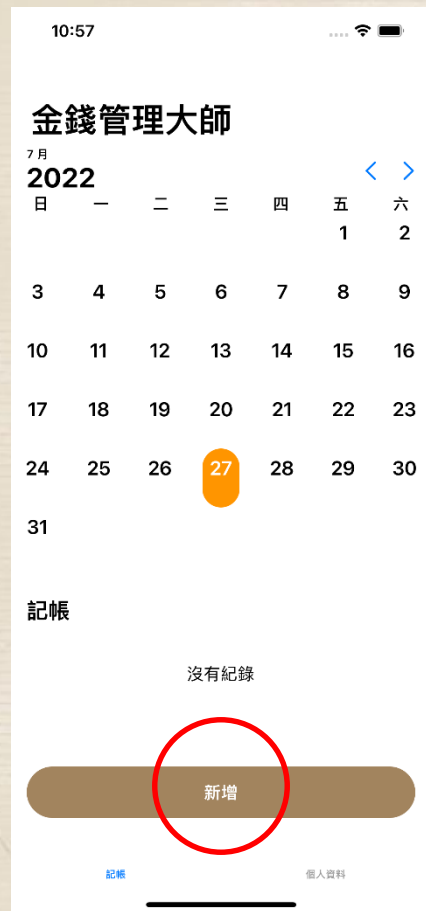 10:57
金錢管理大師
7月
2022
日 一 二 三 四 五 六
1 2
3 4 5 6 7 8 9
10 11 12 13 14 15 16
17 18 19 20 21 22 23
24 25 26 27 28 29 30
31
記帳
沒有紀錄
新增
記帳 個人資料